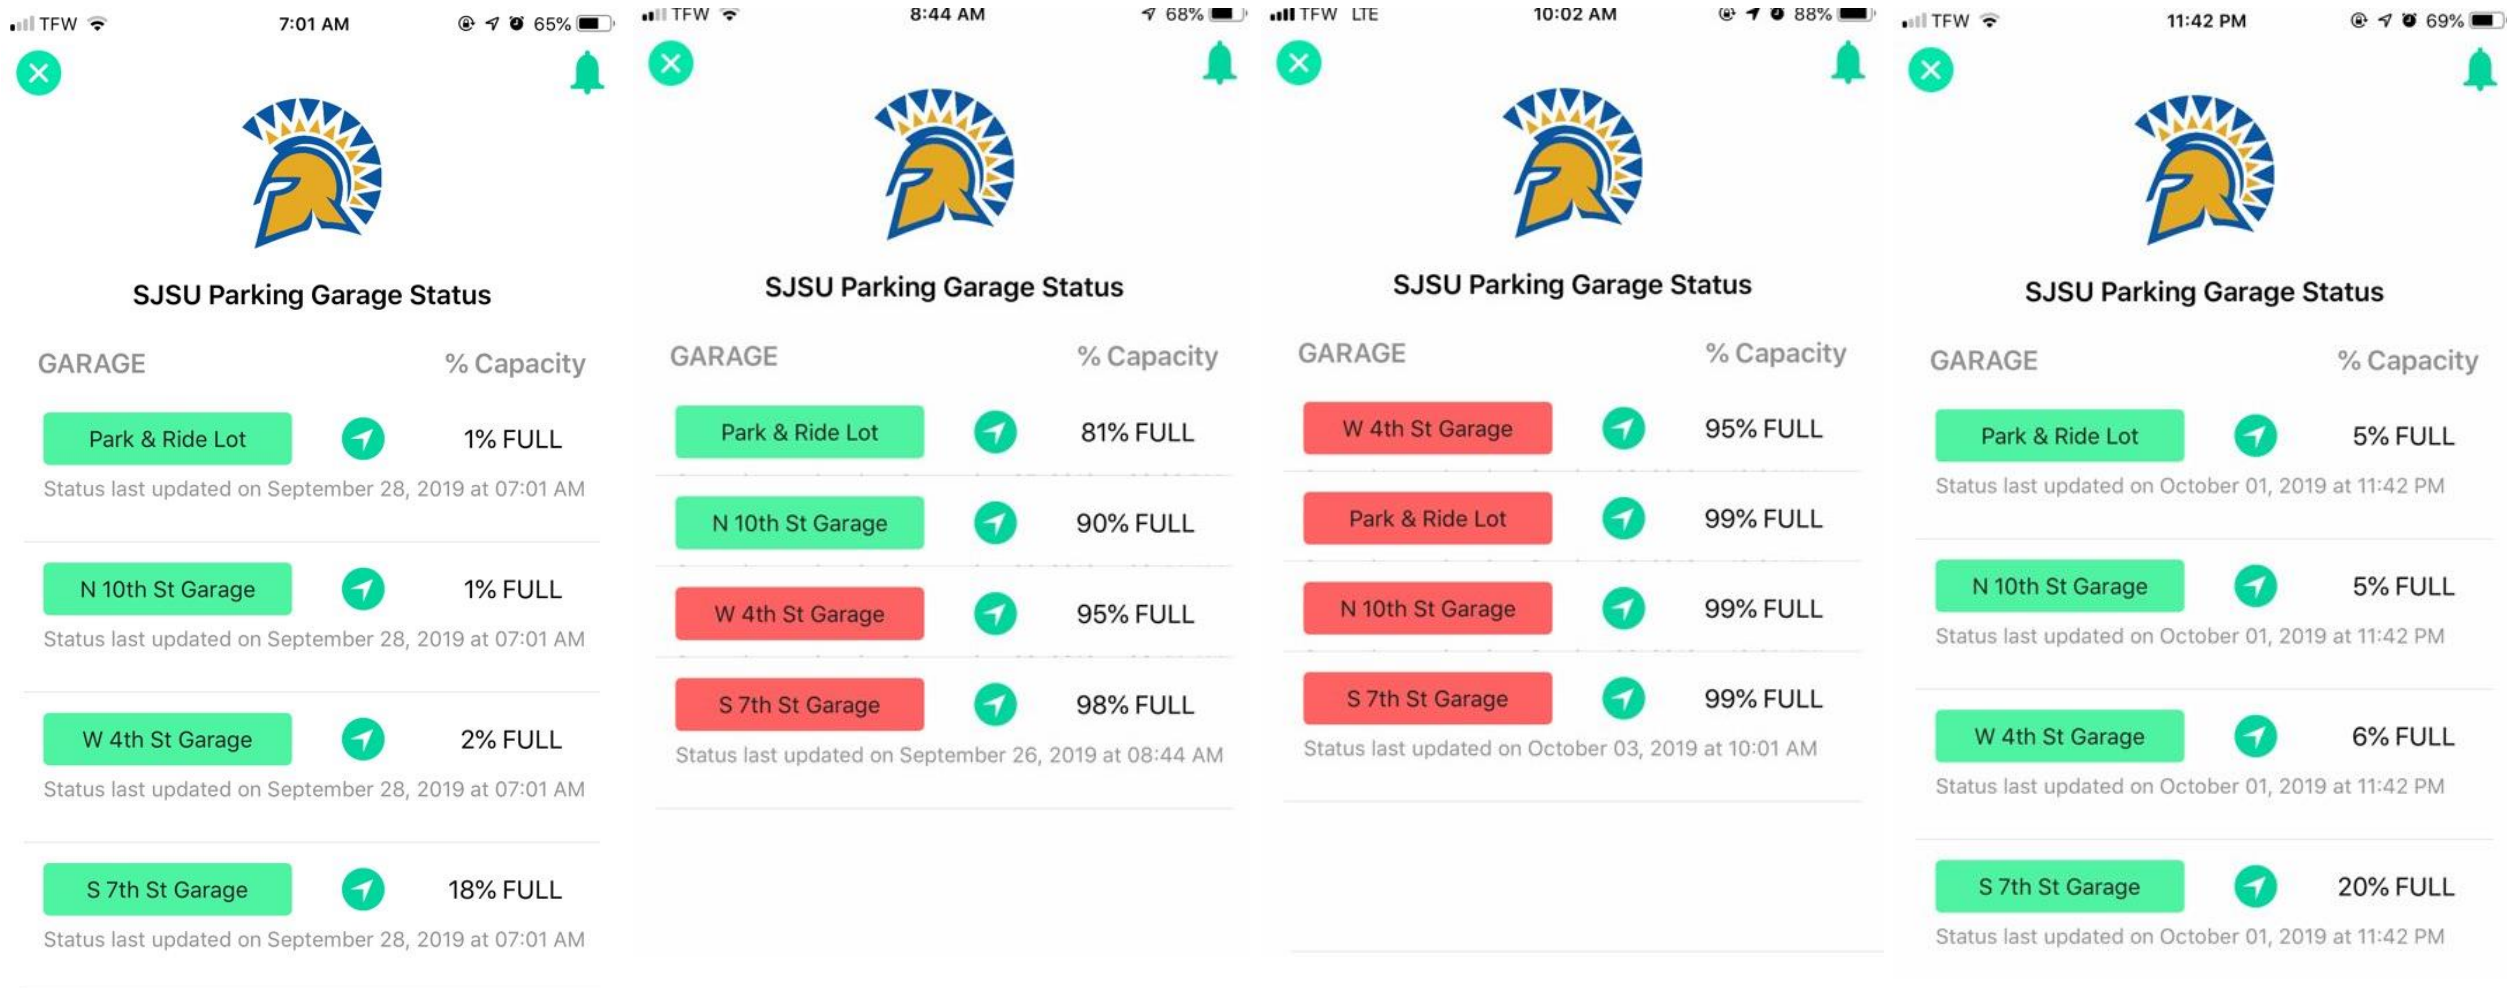 TFW 7:01 AM 65%
SJSU Parking Garage Status
GARAGE % Capacity
Park & Ride Lot 1% FULL
Status last updated on September 28, 2019 at 07:01 AM
N 10th St Garage 1% FULL
Status last updated on September 28, 2019 at 07:01 AM
W 4th St Garage 2% FULL
Status last updated on September 28, 2019 at 07:01 AM
S 7th St Garage 18% FULL
Status last updated on September 28, 2019 at 07:01 AM
TFW 8:44 AM 68%
SJSU Parking Garage Status
GARAGE % Capacity
Park & Ride Lot 81% FULL
N 10th St Garage 90% FULL
W 4th St Garage 95% FULL
S 7th St Garage 98% FULL
Status last updated on September 26, 2019 at 08:44 AM
TFW LTE 10:02 AM 88%
SJSU Parking Garage Status
GARAGE % Capacity
W 4th St Garage 95% FULL
Park & Ride Lot 99% FULL
N 10th St Garage 99% FULL
S 7th St Garage 99% FULL
Status last updated on October 03, 2019 at 10:01 AM
TFW 11:42 PM 69%
SJSU Parking Garage Status
GARAGE % Capacity
Park & Ride Lot 5% FULL
Status last updated on October 01, 2019 at 11:42 PM
N 10th St Garage 5% FULL
Status last updated on October 01, 2019 at 11:42 PM
W 4th St Garage 6% FULL
Status last updated on October 01, 2019 at 11:42 PM
S 7th St Garage 20% FULL
Status last updated on October 01, 2019 at 11:42 PM